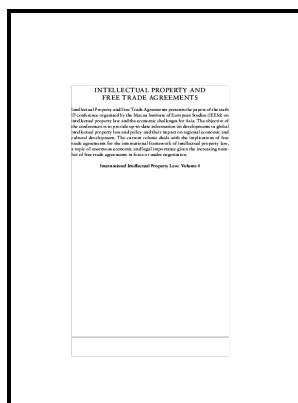 INTELLECTUAL PROPERTY AND
FREE TRADE AGREEMENTS
Intellectual Property and Free Trade Agreements presents the papers of the sixth
IP conference organised by the Macau Institute of European Studies (IEEM) on
intellectual property law and the economic challenges for Asia. The objective of
the conferences is to provide up-to-date information on developments in global
intellectual property law and policy and their impact on regional economic and
cultural development. The current volume deals with the implications of free
trade agreements for the international framework of intellectual property law,
a topic of enormous economic and legal importance given the increasing num-
ber of free trade agreements in force or under negotiation.
International Intellectual Property Law: Volume 6